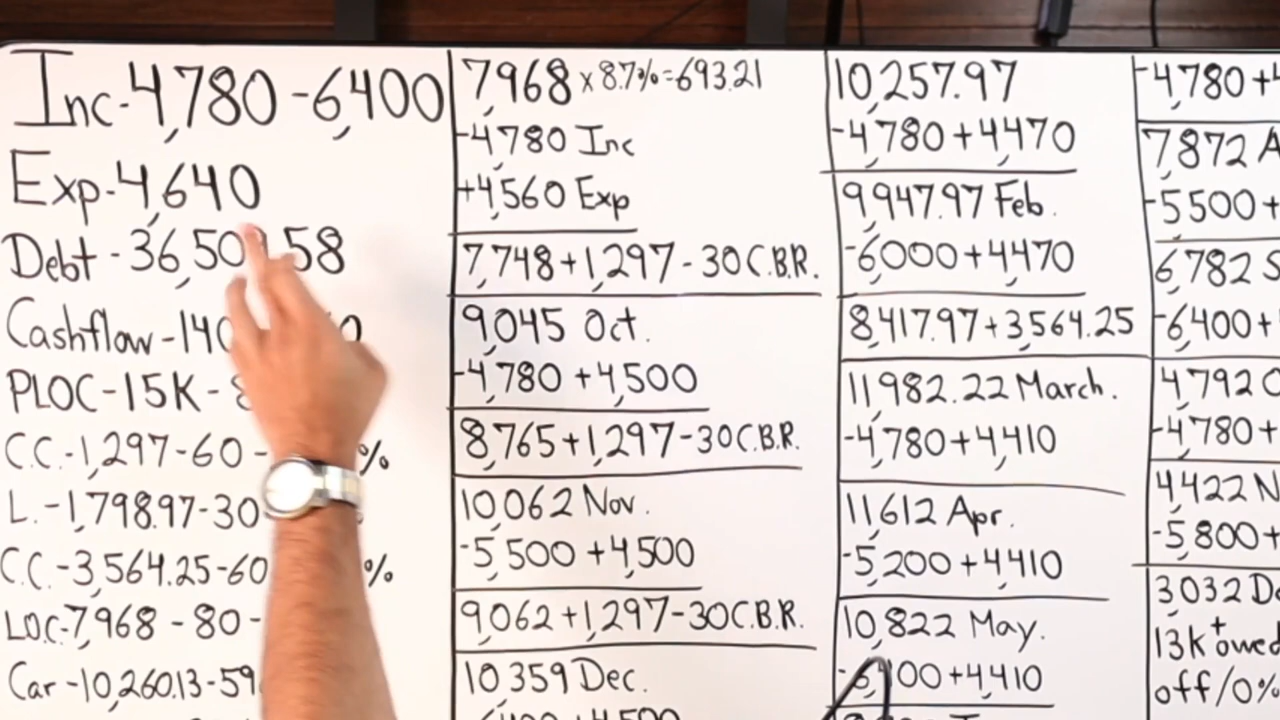 Inc-4,780-6,400
Exp-4,640
Debt-36,50 .58
Cashflow-140
PLOC-15K-8
C.C.-1,297-60- %
L.-1,798.97-30
C.C.-3,564.25-60 %
LOC-7,968-80-
Car-10,260.13-59
7,968 x 8.7%=693.21
-4,780 Inc
+4,560 Exp
7,748+1,297-30 C.B.R.
9,045 Oct.
-4,780+4,500
8,765+1,297-30 C.B.R.
10,062 Nov.
-5,500+4,500
9,062+1,297-30 C.B.R.
10,359 Dec.
-6,400+4,500
10,257.97
-4,780+4,470
9,947.97 Feb.
-6,000+4,470
8,417.97+3,564.25
11,982.22 March.
-4,780+4,410
11,612 Apr.
-5,200+4,410
10,822 May.
00+4,410
-4,780+4
7,872 A
-5,500+
6,782 S
-6,400+
4,792 O
-4,780+
4,422 N
-5,800+
3,032 De
13K+ owed
off/0%